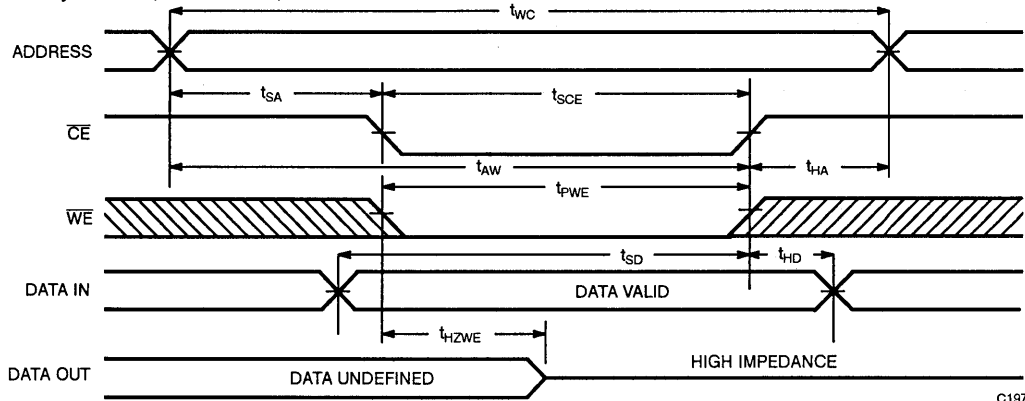 tWC
ADDRESS
tSA
tSCE
CE
tAW
tHA
tPWE
WE
tSD
tHD
DATA IN
DATA VALID
tHZWE
HIGH IMPEDANCE
DATA OUT
DATA UNDEFINED